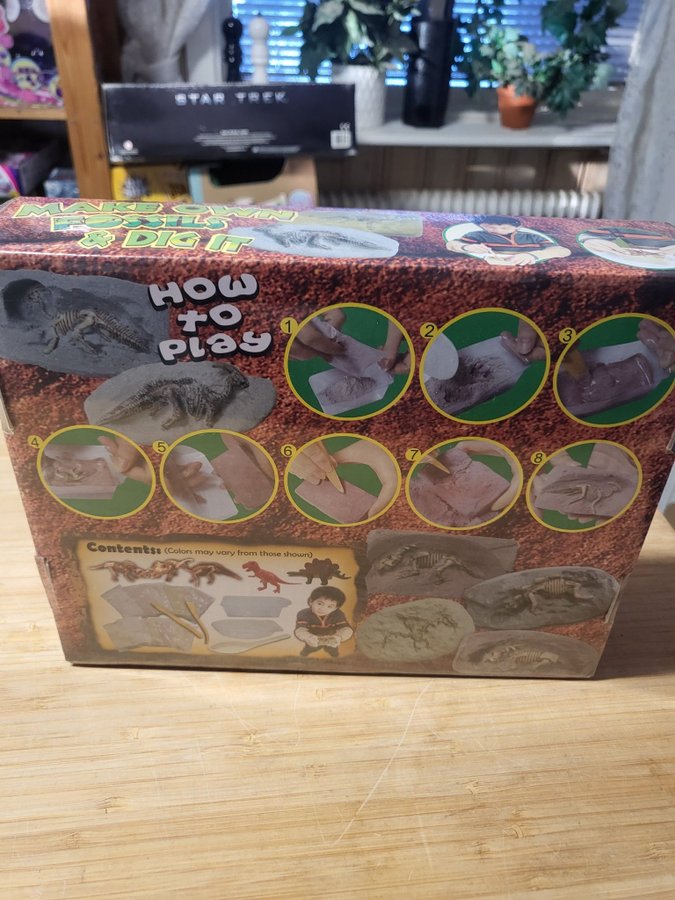 STAR TREK
MAKE OWN
FOSSILS
& DIG IT
HOW
TO
PLAY
1
2
3
4
5
6
7
8
Contents: (Colors may vary from those shown)